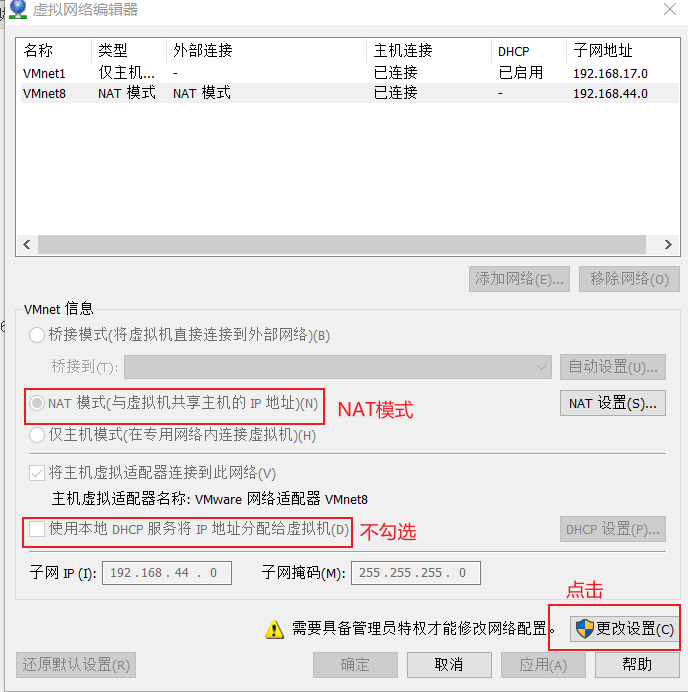 虚拟网络编辑器
名称 类型 外部连接 主机连接 DHCP 子网地址
VMnet1 仅主机... - 已连接 已启用 192.168.17.0
VMnet8 NAT 模式 NAT 模式 已连接 - 192.168.44.0
添加网络(E)... 移除网络(O)
VMnet 信息
桥接模式(将虚拟机直接连接到外部网络)(B)
桥接到(T): 自动设置(U)...
NAT 模式(与虚拟机共享主机的 IP 地址)(N) NAT模式 NAT 设置(S)...
仅主机模式(在专用网络内连接虚拟机)(H)
将主机虚拟适配器连接到此网络(V)
主机虚拟适配器名称: VMware 网络适配器 VMnet8
使用本地 DHCP 服务将 IP 地址分配给虚拟机(D) 不勾选 DHCP 设置(P)...
子网 IP (I): 192 . 168 . 44 . 0 子网掩码(M): 255 . 255 . 255 . 0
点击
需要具备管理员特权才能修改网络配置。 更改设置(C)
还原默认设置(R) 确定 取消 应用(A) 帮助